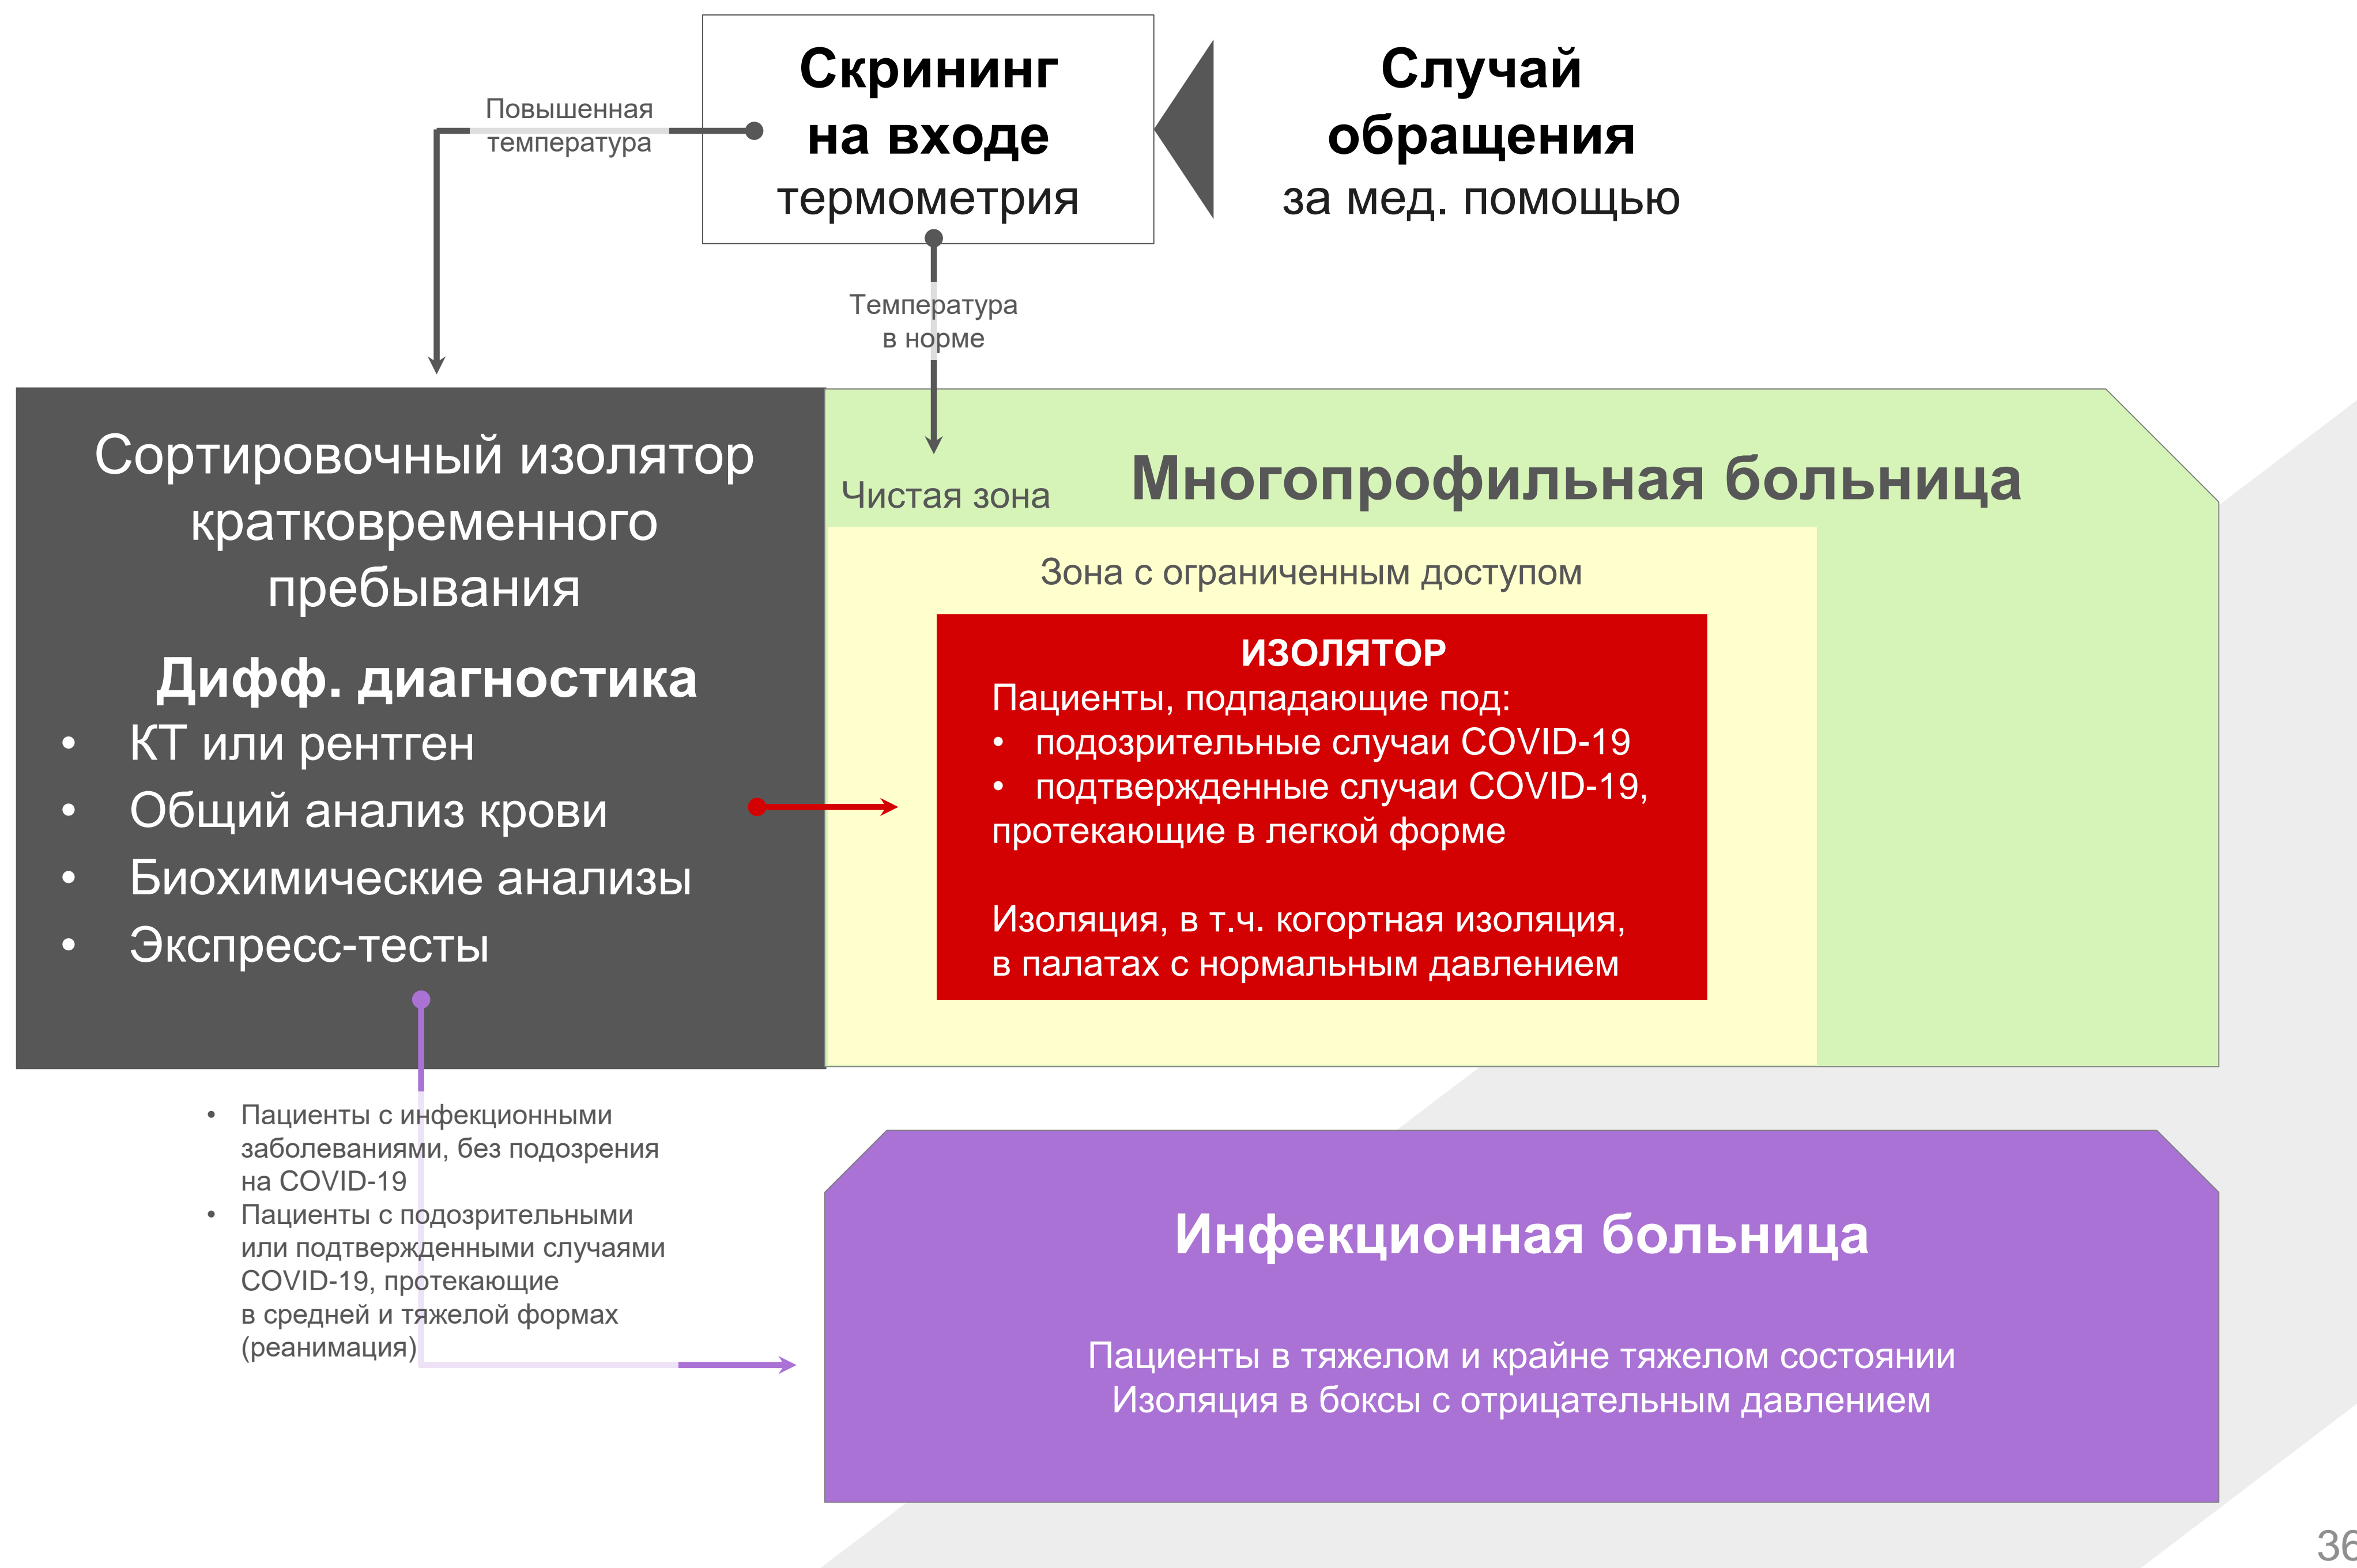 Скрининг
на входе
термометрия
Случай
обращения
за мед. помощью
Повышенная
температура
Температура
в норме
Сортировочный изолятор
кратковременного
пребывания
Дифф. диагностика
• КТ или рентген
• Общий анализ крови
• Биохимические анализы
• Экспресс-тесты
Чистая зона
Многопрофильная больница
Зона с ограниченным доступом
ИЗОЛЯТОР
Пациенты, подпадающие под:
• подозрительные случаи COVID-19
• подтвержденные случаи COVID-19,
протекающие в легкой форме
Изоляция, в т.ч. когортная изоляция,
в палатах с нормальным давлением
• Пациенты с инфекционными
заболеваниями, без подозрения
на COVID-19
• Пациенты с подозрительными
или подтвержденными случаями
COVID-19, протекающие
в средней и тяжелой формах
(реанимация)
Инфекционная больница
Пациенты в тяжелом и крайне тяжелом состоянии
Изоляция в боксы с отрицательным давлением
36